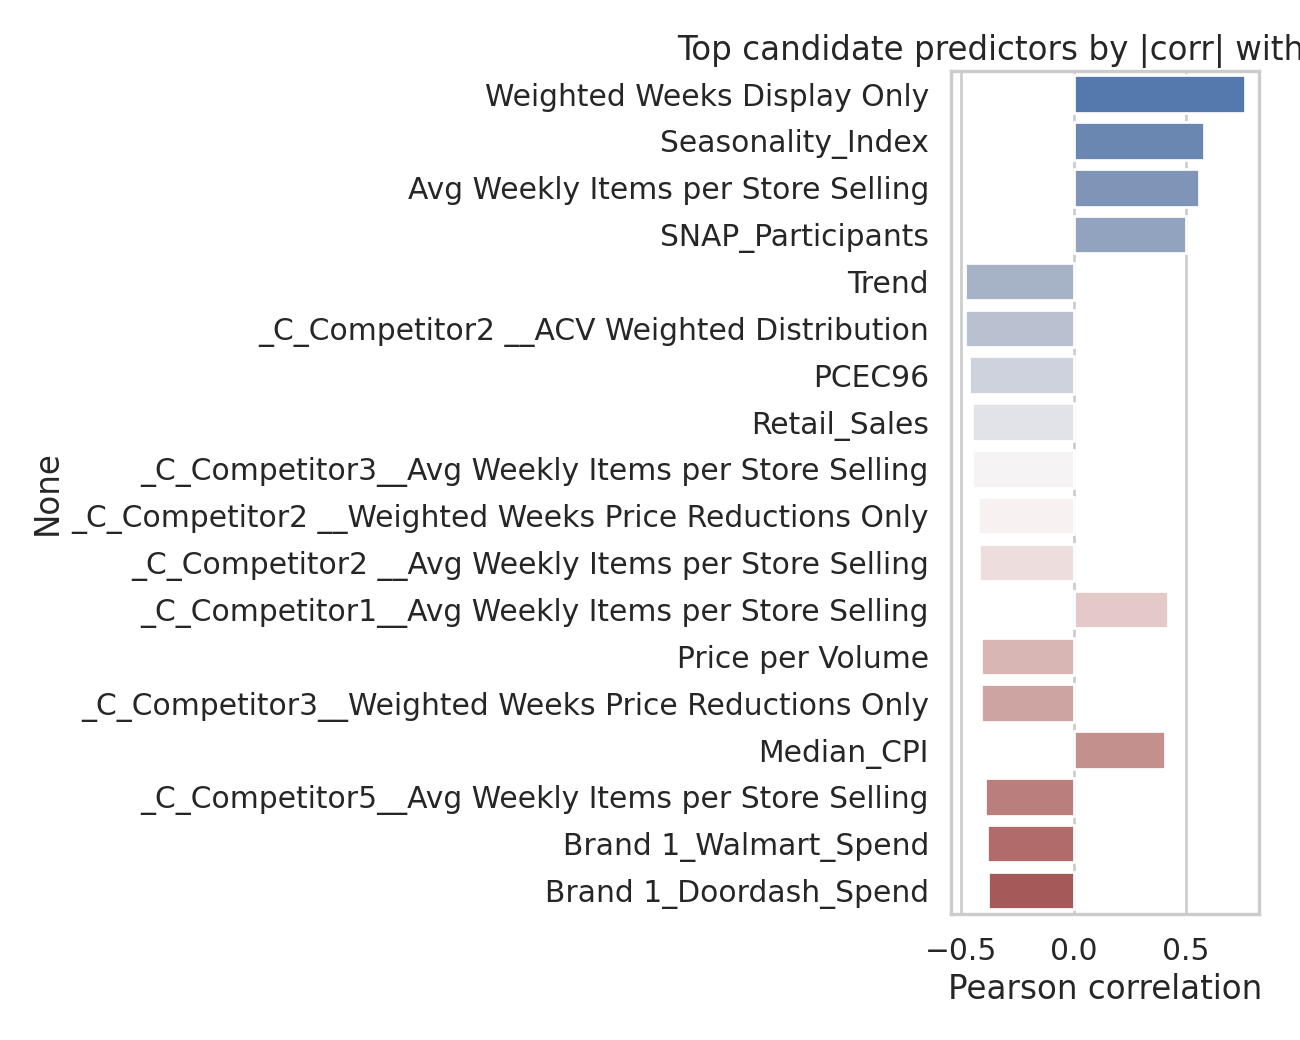 Top candidate predictors by |corr| with
Weighted Weeks Display Only
Seasonality_Index
Avg Weekly Items per Store Selling
SNAP_Participants
Trend
_C_Competitor2 __ACV Weighted Distribution
PCEC96
Retail_Sales
_C_Competitor3__Avg Weekly Items per Store Selling
_C_Competitor2 __Weighted Weeks Price Reductions Only
_C_Competitor2 __Avg Weekly Items per Store Selling
_C_Competitor1__Avg Weekly Items per Store Selling
Price per Volume
_C_Competitor3__Weighted Weeks Price Reductions Only
Median_CPI
_C_Competitor5__Avg Weekly Items per Store Selling
Brand 1_Walmart_Spend
Brand 1_Doordash_Spend
None
−0.5 0.0 0.5
Pearson correlation